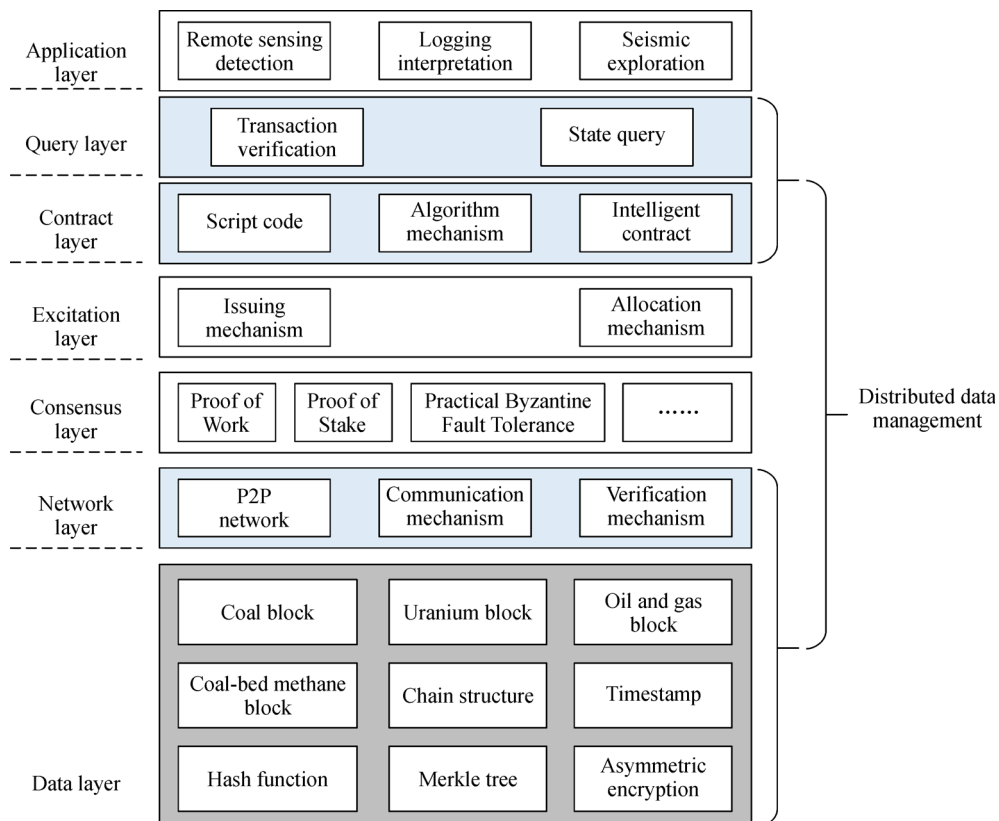 Application
layer
Remote sensing
detection
Logging
interpretation
Seismic
exploration
Query layer
Transaction
verification
State query
Contract
layer
Script code
Algorithm
mechanism
Intelligent
contract
Excitation
layer
Issuing
mechanism
Allocation
mechanism
Consensus
layer
Proof of
Work
Proof of
Stake
Practical Byzantine
Fault Tolerance
......
Distributed data
management
Network
layer
P2P
network
Communication
mechanism
Verification
mechanism
Data layer
Coal block
Uranium block
Oil and gas
block
Coal-bed methane
block
Chain structure
Timestamp
Hash function
Merkle tree
Asymmetric
encryption